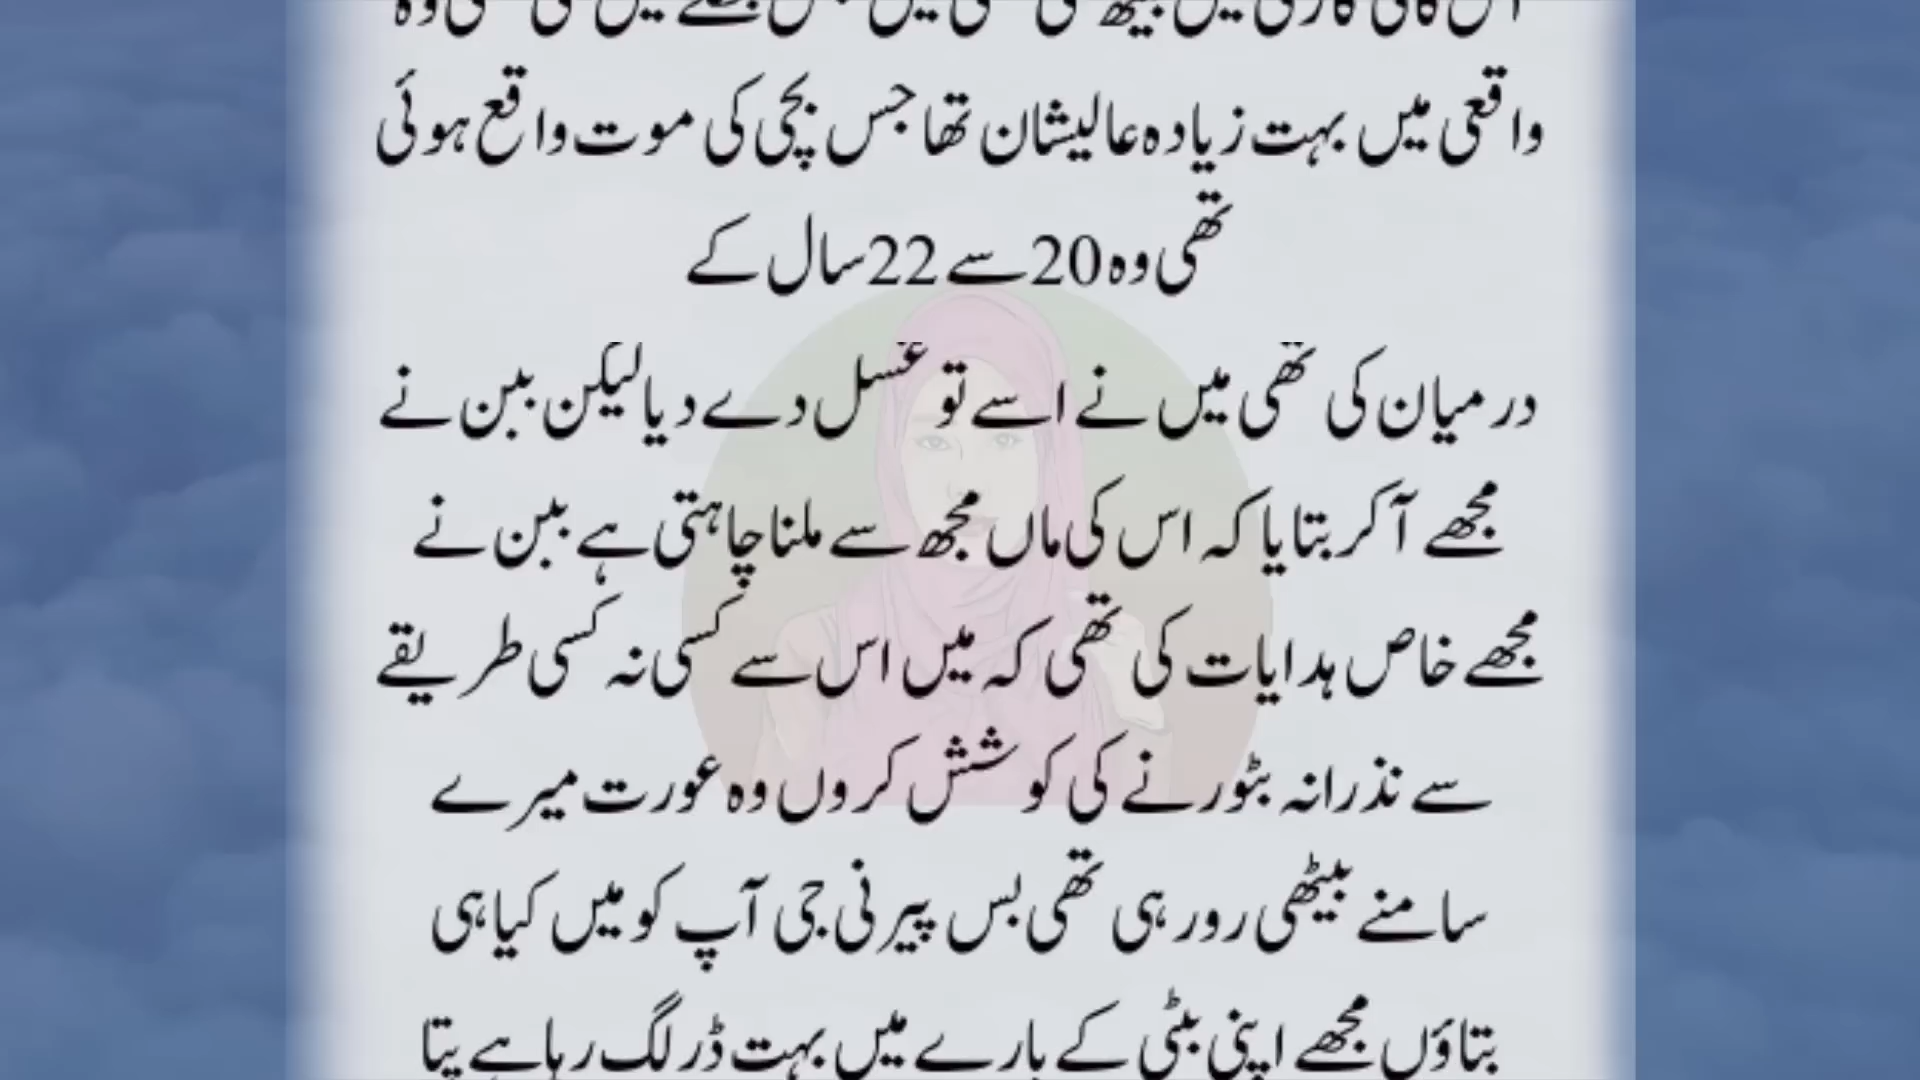 واقعی میں بہت زیادہ عالیشان تھا جس بچی کی موت واقع ہوئی
تھی وہ 20 سے 22 سال کے
درمیان کی تھی میں نے اسے تو غسل دے دیا لیکن ببن نے
مجھے آ کر بتایا کہ اس کی ماں مجھ سے ملنا چاہتی ہے ببن نے
مجھے خاص ہدایات کی تھی کہ میں اس سے کسی نہ کسی طریقے
سے نذرانہ بٹورنے کی کوشش کروں وہ عورت میرے
سامنے بیٹھی رو رہی تھی بس پیرنی جی آپ کو میں کیا ہی
بتاؤں مجھے اپنی بیٹی کے بارے میں بہت ڈر لگ رہا ہے پتا